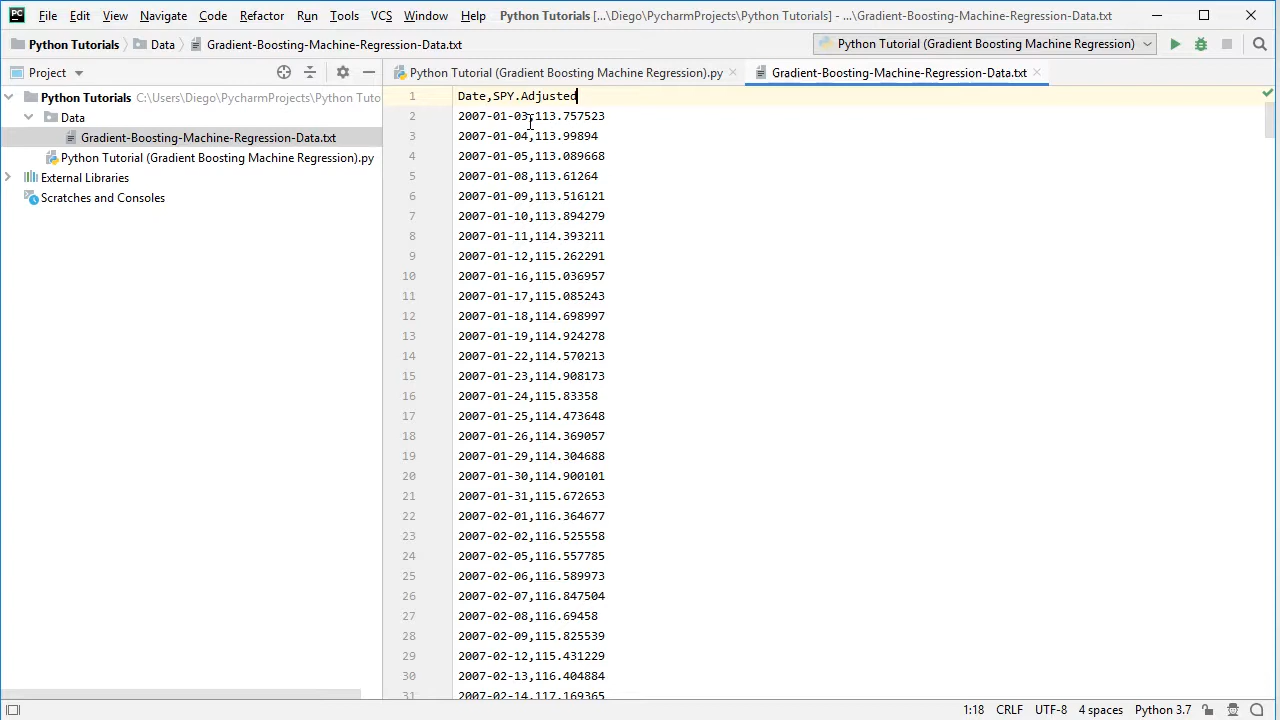 PC File Edit View Navigate Code Refactor Run Tools VCS Window Help Python Tutorials [...\Diego\PycharmProjects\Python Tutorials] - ...\Gradient-Boosting-Machine-Regression-Data.txt
Python Tutorials Data Gradient-Boosting-Machine-Regression-Data.txt Python Tutorial (Gradient Boosting Machine Regression)
Project Python Tutorial (Gradient Boosting Machine Regression).py Gradient-Boosting-Machine-Regression-Data.txt
Python Tutorials C:\Users\Diego\PycharmProjects\Python Tuto
Data
Gradient-Boosting-Machine-Regression-Data.txt
Python Tutorial (Gradient Boosting Machine Regression).py
External Libraries
Scratches and Consoles
1 Date,SPY.Adjusted
2 2007-01-03,113.757523
3 2007-01-04,113.99894
4 2007-01-05,113.089668
5 2007-01-08,113.61264
6 2007-01-09,113.516121
7 2007-01-10,113.894279
8 2007-01-11,114.393211
9 2007-01-12,115.262291
10 2007-01-16,115.036957
11 2007-01-17,115.085243
12 2007-01-18,114.698997
13 2007-01-19,114.924278
14 2007-01-22,114.570213
15 2007-01-23,114.908173
16 2007-01-24,115.83358
17 2007-01-25,114.473648
18 2007-01-26,114.369057
19 2007-01-29,114.304688
20 2007-01-30,114.900101
21 2007-01-31,115.672653
22 2007-02-01,116.364677
23 2007-02-02,116.525558
24 2007-02-05,116.557785
25 2007-02-06,116.589973
26 2007-02-07,116.847504
27 2007-02-08,116.69458
28 2007-02-09,115.825539
29 2007-02-12,115.431229
30 2007-02-13,116.404884
31 2007-02-14,117.169365
1:18 CRLF UTF-8 4 spaces Python 3.7